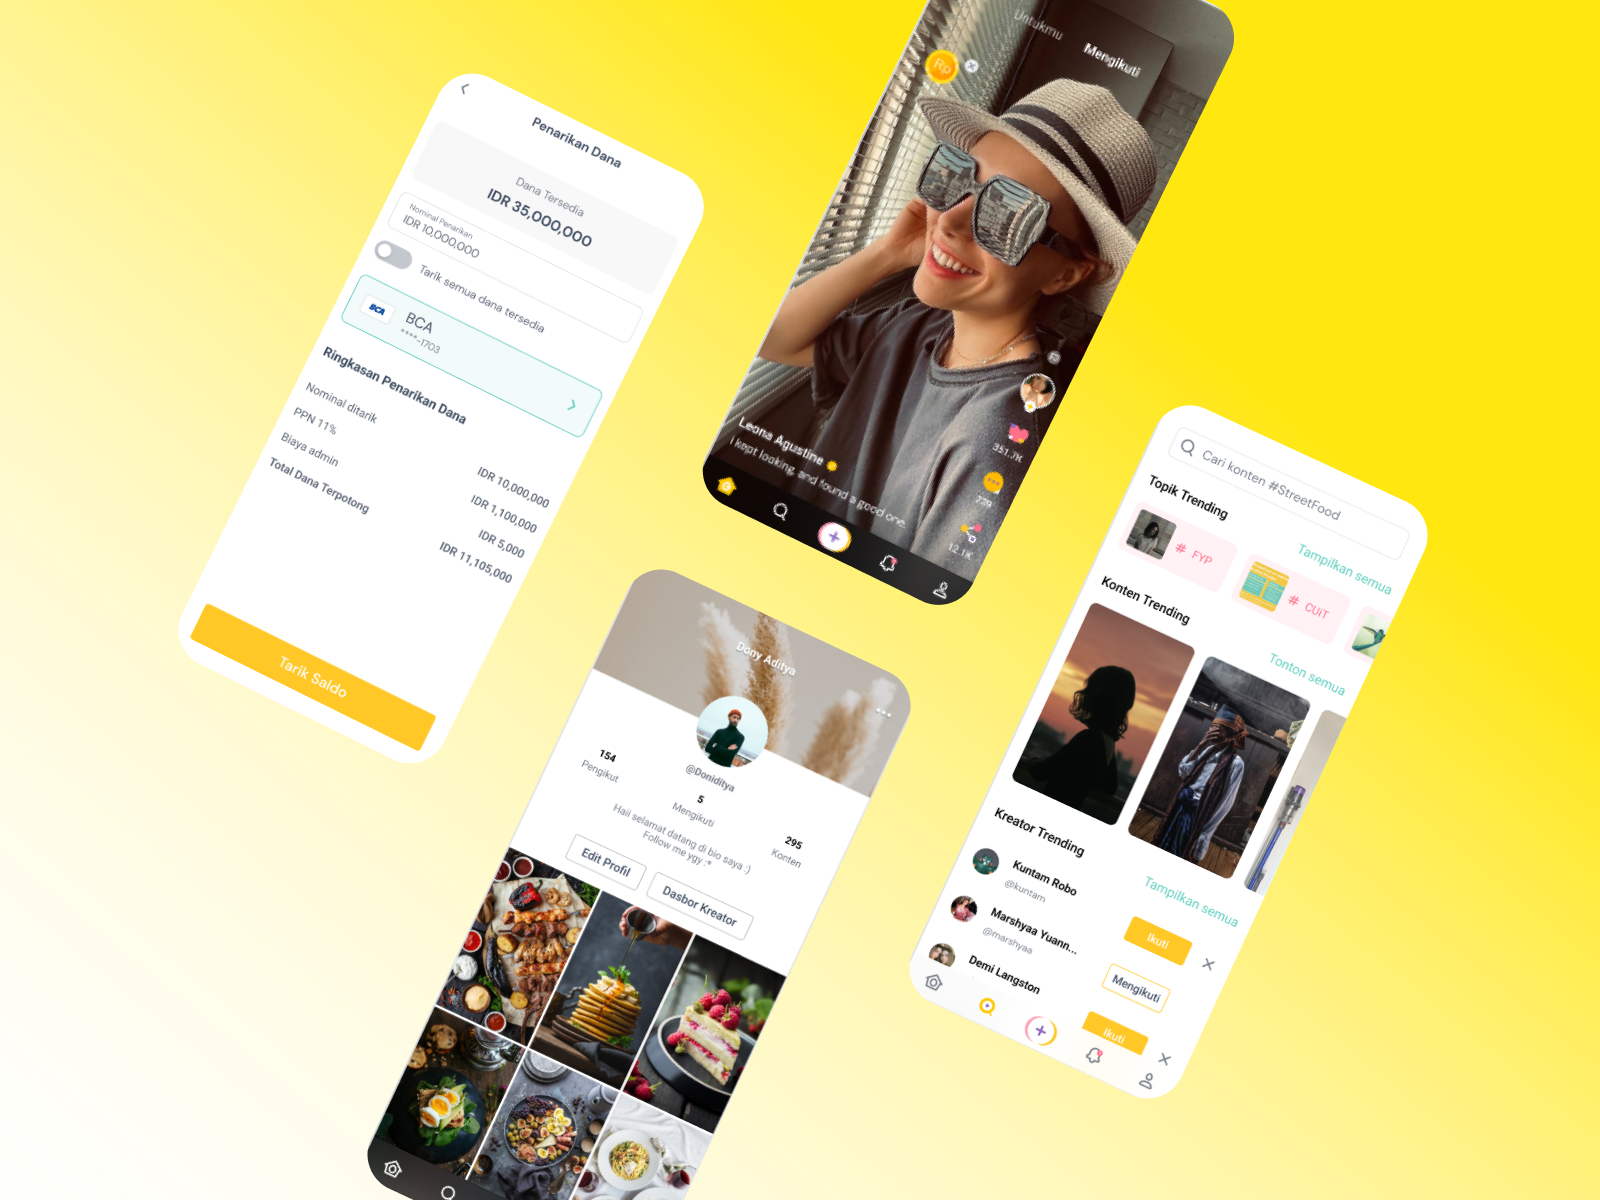 Penarikan Dana
Dana Tersedia
IDR 35,000,000
Nominal Penarikan
IDR 10,000,000
Tarik semua dana tersedia
BCA
BCA
****-1703
Ringkasan Penarikan Dana
Nominal ditarik
IDR 10,000,000
PPN 11%
IDR 1,100,000
Biaya admin
IDR 5,000
Total Dana Terpotong
IDR 11,105,000
Tarik Saldo
Untukmu
Mengikuti
Rp
351.7K
239
12.1K
Leona Agustine
I kept looking, and found a good one.
Dony Aditya
@Doniditya
154
Pengikut
5
Mengikuti
295
Konten
Haii selamat datang di bio saya :)
Follow me ygy :*
Edit Profil
Dasbor Kreator
Cari konten #StreetFood
Topik Trending
Tampilkan semua
# FYP
# CUIT
Konten Trending
Tonton semua
Kreator Trending
Tampilkan semua
Kuntam Robo
@kuntam
Ikuti
Marshyaa Yuann...
@marshyaa
Mengikuti
Demi Langston
Ikuti